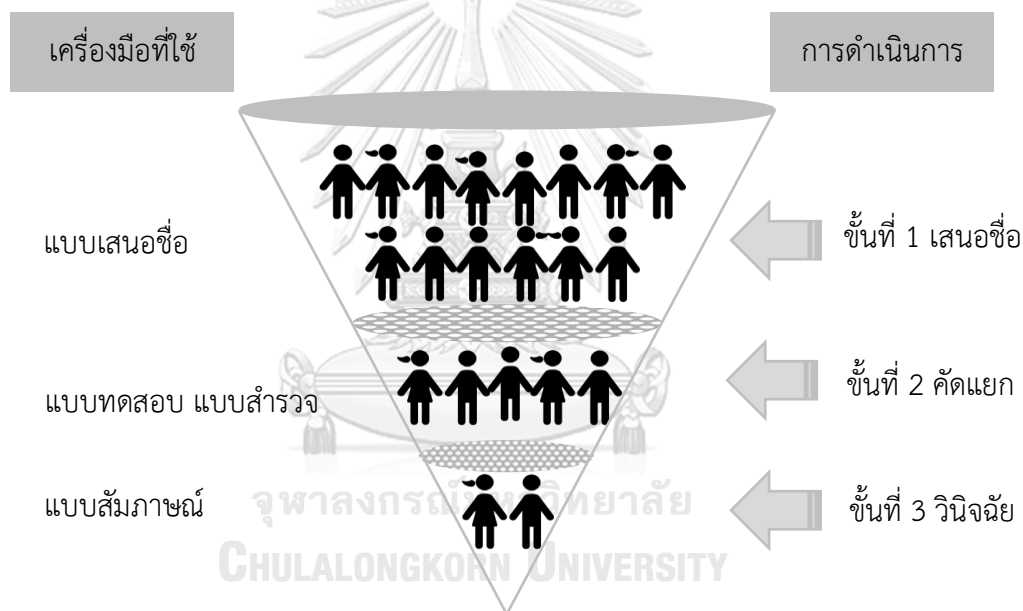 เครื่องมือที่ใช้
การดำเนินการ
แบบเสนอชื่อ
ขั้นที่ 1 เสนอชื่อ
แบบทดสอบ แบบสำรวจ
ขั้นที่ 2 คัดแยก
แบบสัมภาษณ์
ขั้นที่ 3 วินิจฉัย
จุฬาลงกรณ์มหาวิทยาลัย
CHULALONGKORN UNIVERSITY